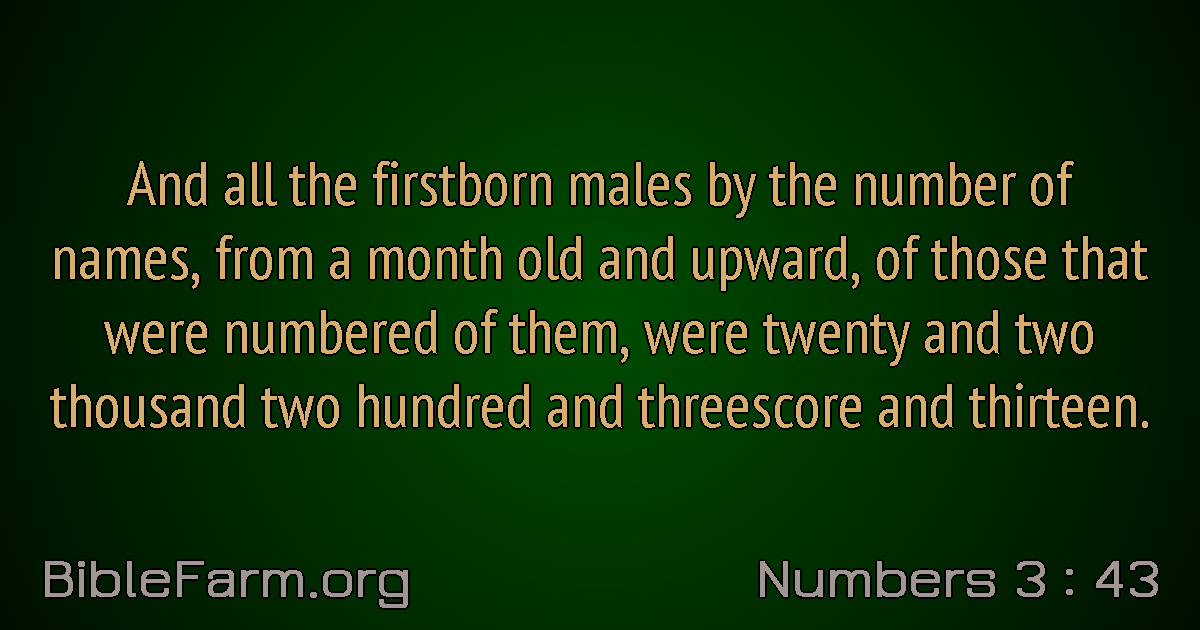 And all the firstborn males by the number of
names, from a month old and upward, of those that
were numbered of them, were twenty and two
thousand two hundred and threescore and thirteen.
BibleFarm.org
Numbers 3 : 43